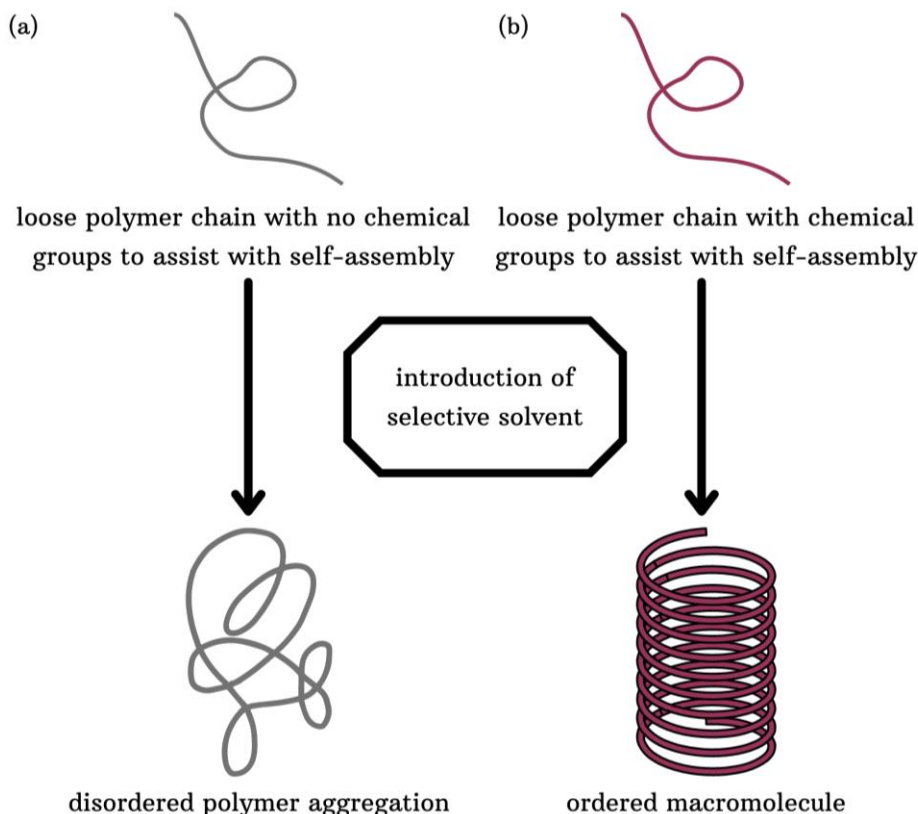 (a)
loose polymer chain with no chemical
groups to assist with self-assembly
(b)
loose polymer chain with chemical
groups to assist with self-assembly
introduction of
selective solvent
disordered polymer aggregation
ordered macromolecule